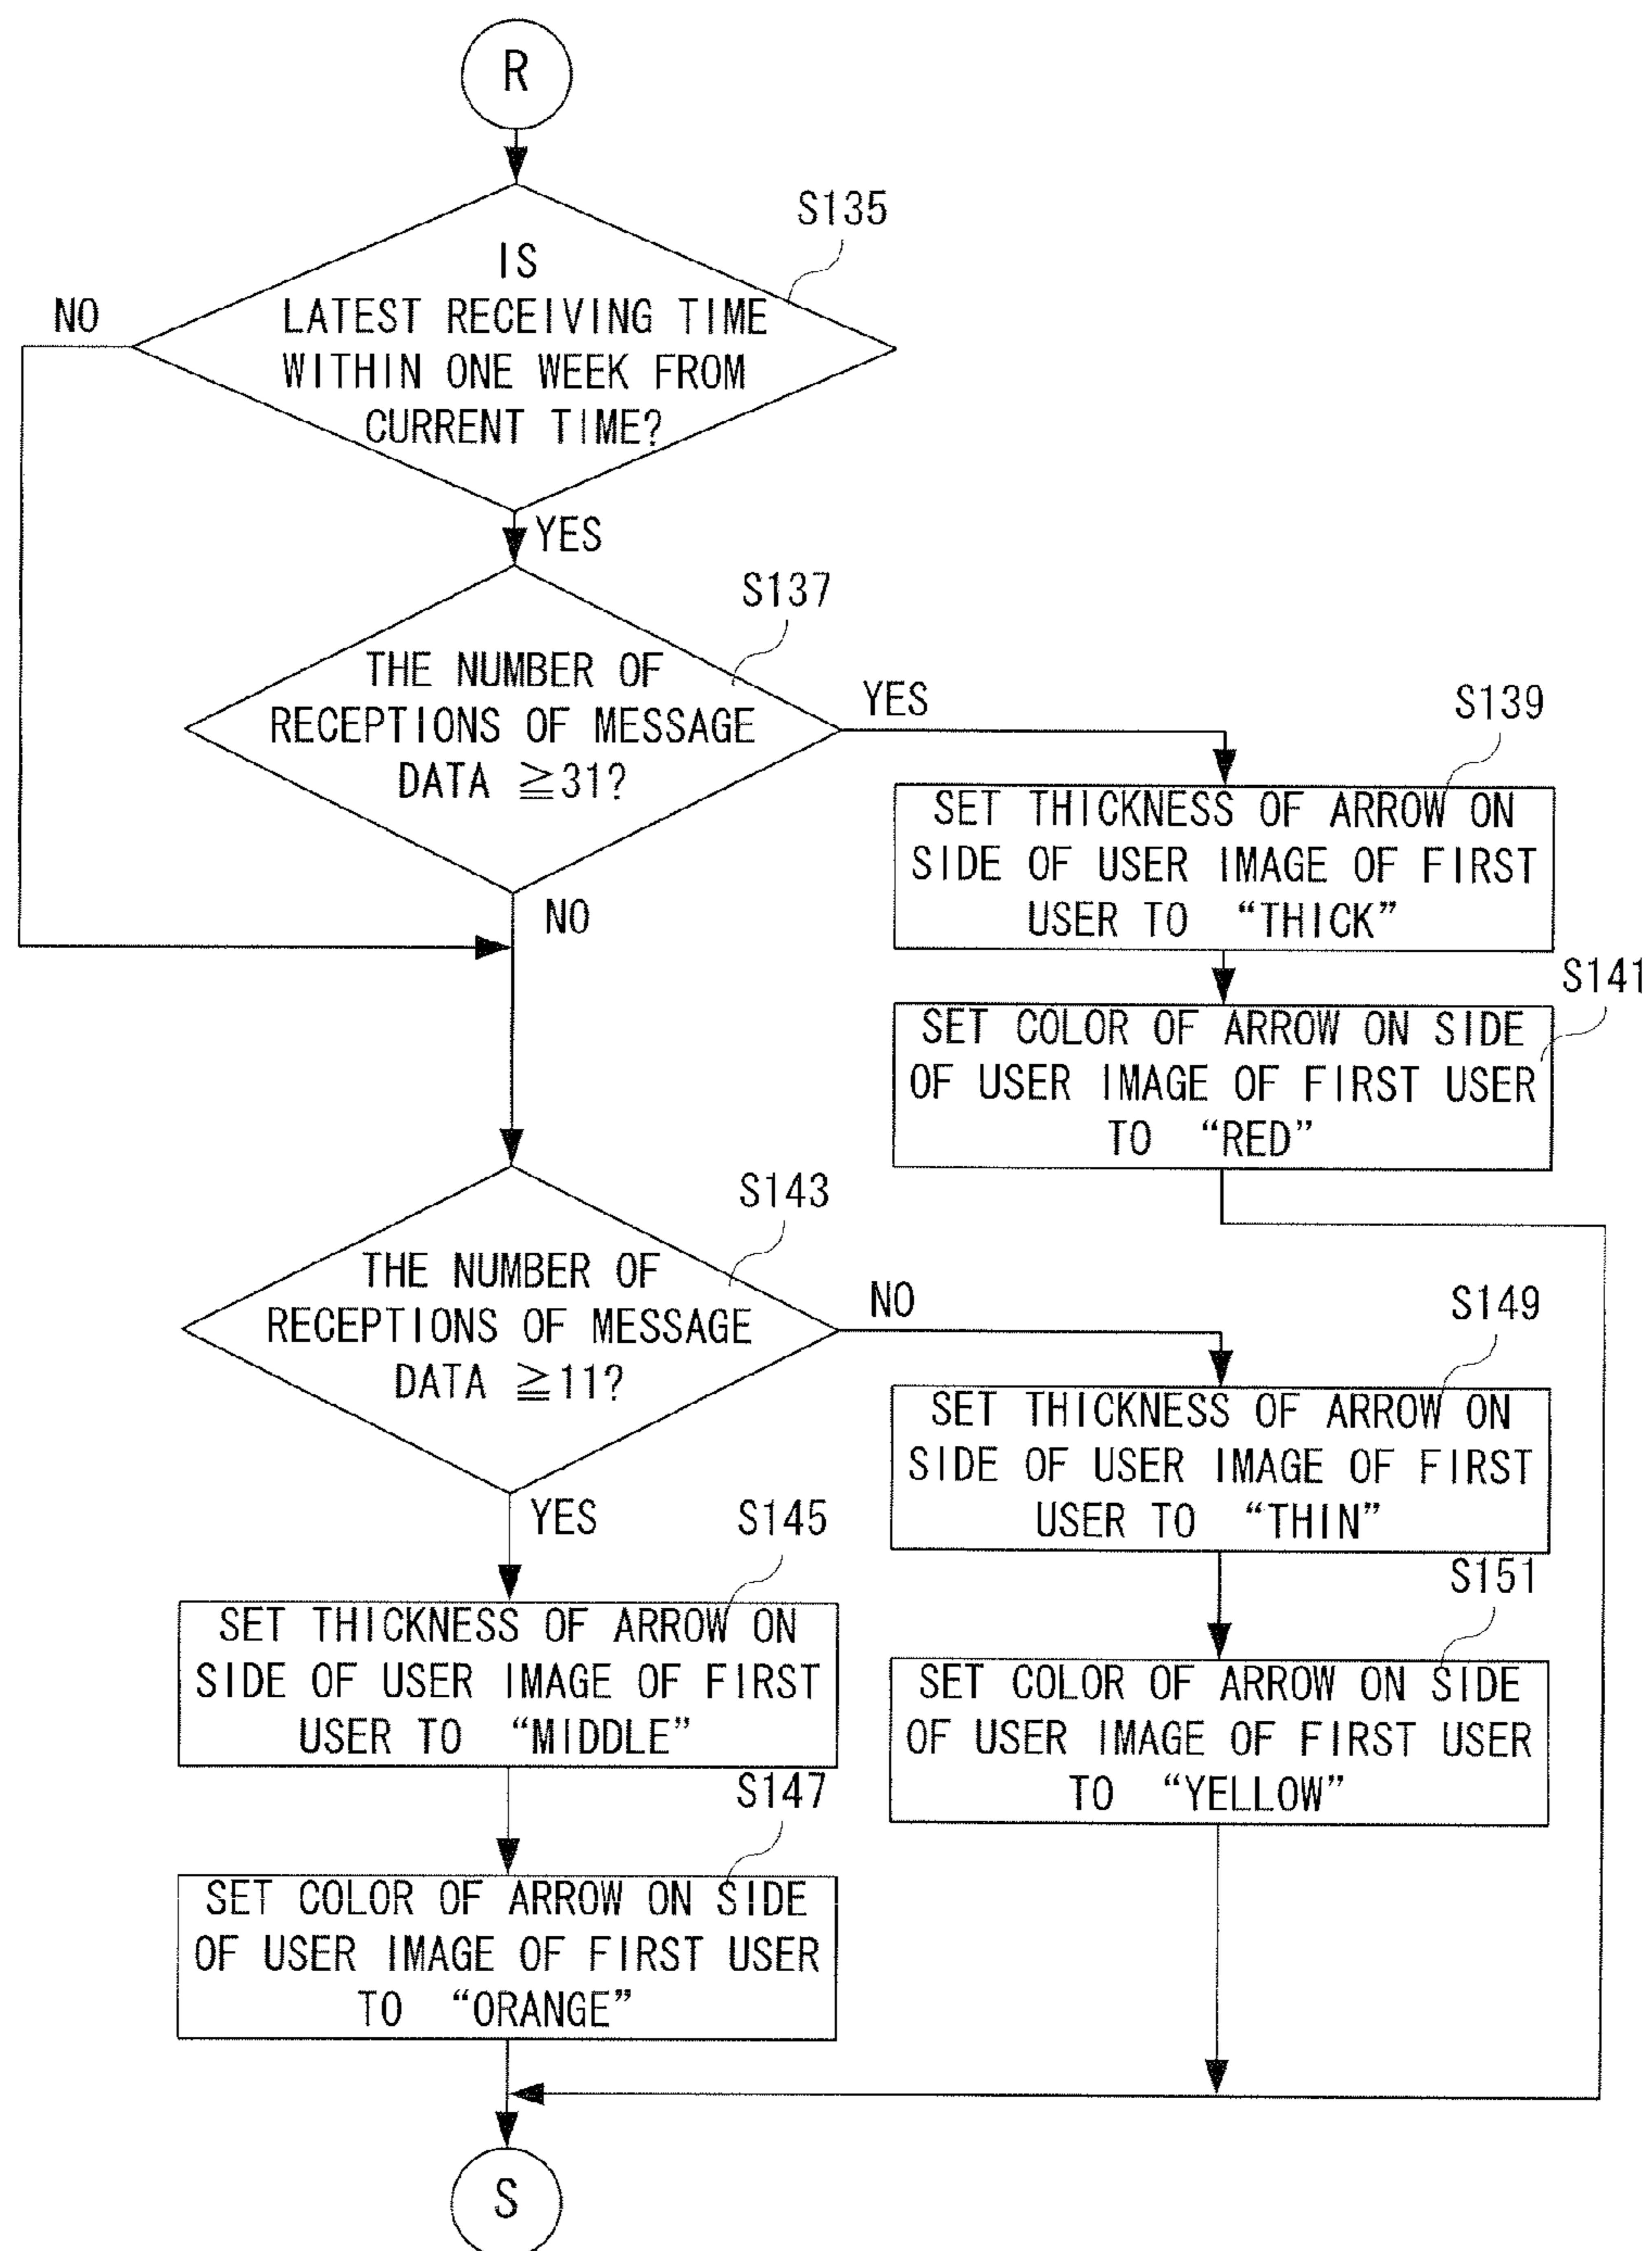 R
S135
IS
LATEST RECEIVING TIME
WITHIN ONE WEEK FROM
CURRENT TIME?
NO
YES
S137
THE NUMBER OF
RECEPTIONS OF MESSAGE
DATA ≧31?
YES
NO
S139
SET THICKNESS OF ARROW ON
SIDE OF USER IMAGE OF FIRST
USER TO “THICK”
S141
SET COLOR OF ARROW ON SIDE
OF USER IMAGE OF FIRST USER
TO “RED”
S143
THE NUMBER OF
RECEPTIONS OF MESSAGE
DATA ≧11?
NO
YES
S149
SET THICKNESS OF ARROW ON
SIDE OF USER IMAGE OF FIRST
USER TO “THIN”
S151
SET COLOR OF ARROW ON SIDE
OF USER IMAGE OF FIRST USER
TO “YELLOW”
S145
SET THICKNESS OF ARROW ON
SIDE OF USER IMAGE OF FIRST
USER TO “MIDDLE”
S147
SET COLOR OF ARROW ON SIDE
OF USER IMAGE OF FIRST USER
TO “ORANGE”
S